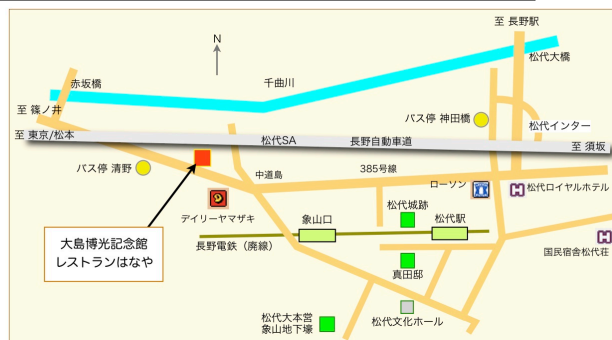 至 長野駅
N
松代大橋
赤坂橋
千曲川
至 篠ノ井
バス停 神田橋
松代インター
至 東京/松本
松代SA
長野自動車道
至 須坂
バス停 清野
中道島
385号線
ローソン
松代ロイヤルホテル
デイリーヤマザキ
松代城跡
象山口
松代駅
大島博光記念館
レストランはなや
長野電鉄（廃線）
国民宿舎松代荘
真田邸
松代大本営
象山地下壕
松代文化ホール